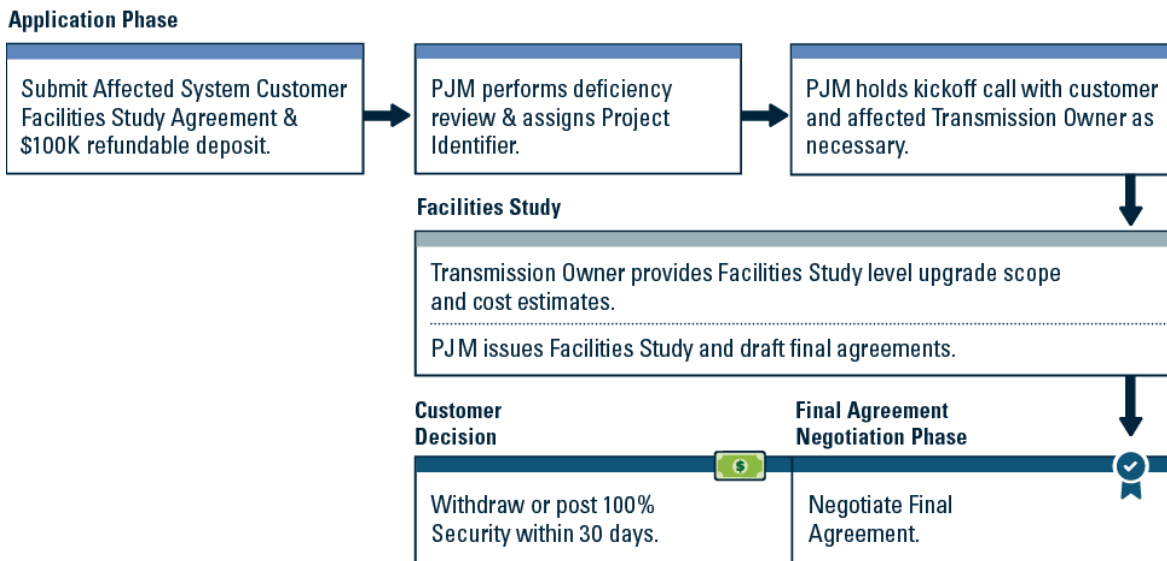 Application Phase
Submit Affected System Customer
Facilities Study Agreement &
$100K refundable deposit.
PJM performs deficiency
review & assigns Project
Identifier.
PJM holds kickoff call with customer
and affected Transmission Owner as
necessary.
Facilities Study
Transmission Owner provides Facilities Study level upgrade scope
and cost estimates.
PJM issues Facilities Study and draft final agreements.
Customer
Decision
$
Withdraw or post 100%
Security within 30 days.
Final Agreement
Negotiation Phase
Negotiate Final
Agreement.